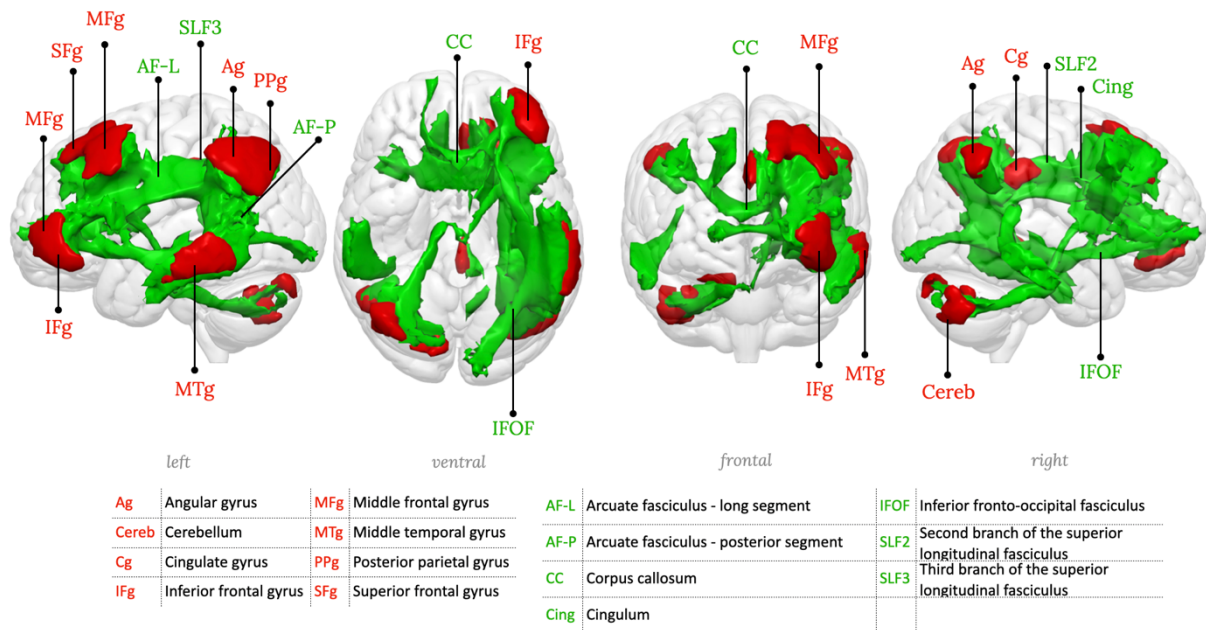 MFg
SLF3
SFg
AF-L
Ag
PPg
MFg
AF-P
IFg
MTg
CC
IFg
IFOF
CC
MFg
IFg
MTg
Ag
Cg
SLF2
Cing
Cereb
IFOF
left
ventral
frontal
right
Ag Angular gyrus
Cereb Cerebellum
Cg Cingulate gyrus
IFg Inferior frontal gyrus
MFg Middle frontal gyrus
MTg Middle temporal gyrus
PPg Posterior parietal gyrus
SFg Superior frontal gyrus
AF-L Arcuate fasciculus - long segment
AF-P Arcuate fasciculus - posterior segment
CC Corpus callosum
Cing Cingulum
IFOF Inferior fronto-occipital fasciculus
SLF2 Second branch of the superior
longitudinal fasciculus
SLF3 Third branch of the superior
longitudinal fasciculus